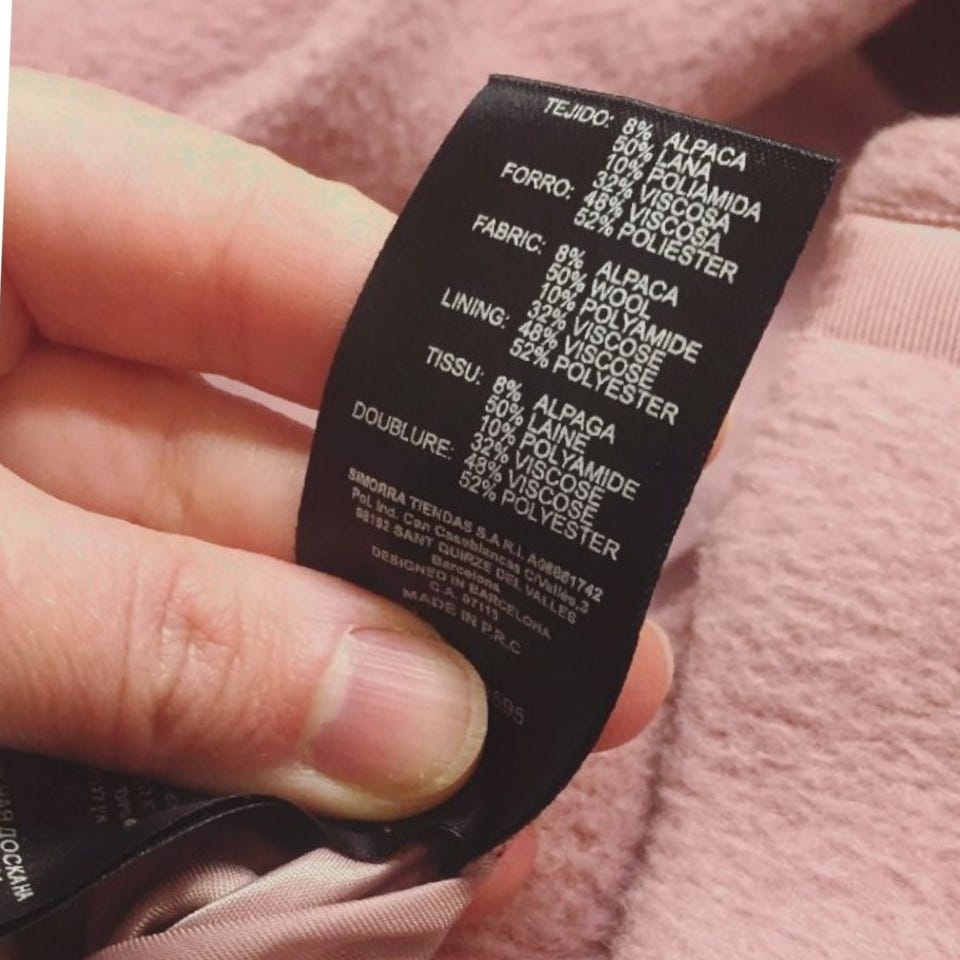 TEJIDO: 8% ALPACA
50% LANA
10% POLIAMIDA
32% VISCOSA
FORRO: 48% VISCOSA
52% POLIESTER
FABRIC: 8% ALPACA
50% WOOL
10% POLYAMIDE
32% VISCOSE
LINING: 48% VISCOSE
52% POLYESTER
TISSU: 8% ALPAGA
50% LAINE
10% POLYAMIDE
32% VISCOSE
DOUBLURE: 48% VISCOSE
52% POLYESTER
SIMORRA TIENDAS S.A R.I. A08861742
Pol. Ind. Can Casablancas C/Vallès,3
08192 SANT QUIRZE DEL VALLES
Barcelona
DESIGNED IN BARCELONA
C.A. 07113
MADE IN P.R.C
595
ДОСКАНА